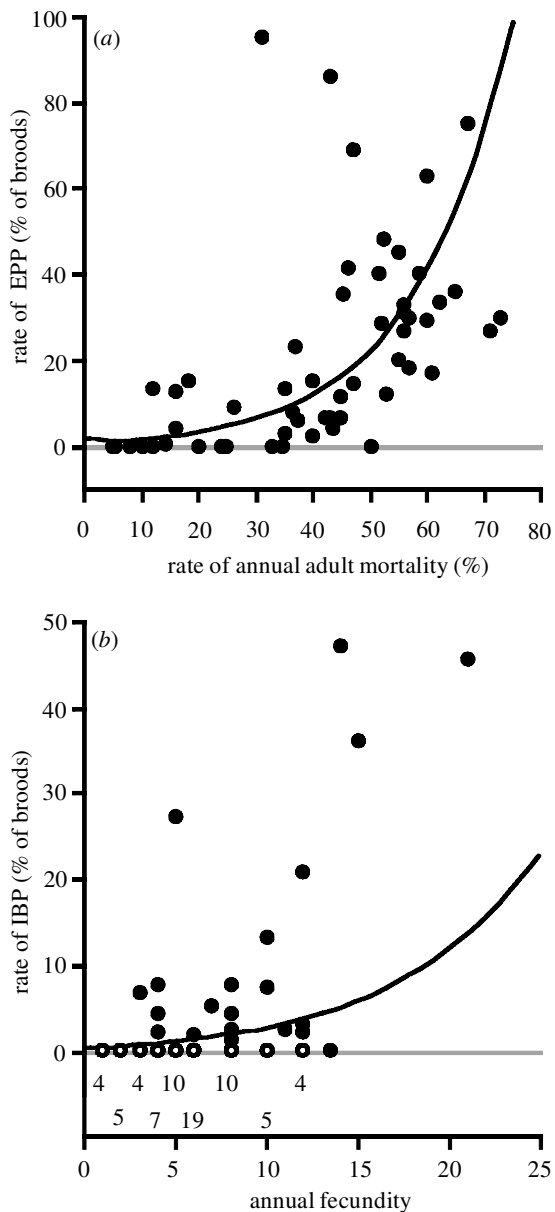 (a)
100
80
60
40
20
0
rate of EPP (% of broods)
0 10 20 30 40 50 60 70 80
rate of annual adult mortality (%)
(b)
50
40
30
20
10
0
rate of IBP (% of broods)
4 4 10 10 4
5 7 19 5
0 5 10 15 20 25
annual fecundity